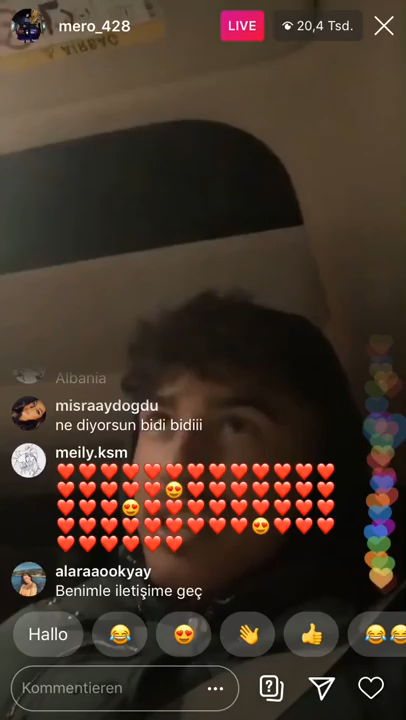 mero_428
LIVE
20,4 Tsd.
AIRBAG
Albania
misraaydogdu
ne diyorsun bidi bidiii
meily.ksm
❤️❤️❤️❤️❤️❤️❤️❤️❤️❤️❤️❤️❤️
❤️❤️❤️❤️❤️😍❤️❤️❤️❤️❤️❤️❤️
❤️❤️❤️😍❤️❤️❤️❤️❤️❤️❤️❤️❤️
❤️❤️❤️❤️❤️❤️❤️❤️❤️😍❤️❤️❤️
❤️❤️❤️❤️❤️❤️
alaraaookyay
Benimle iletişime geç
Hallo 😂 😍 👋 👍 😂😂
Kommentieren